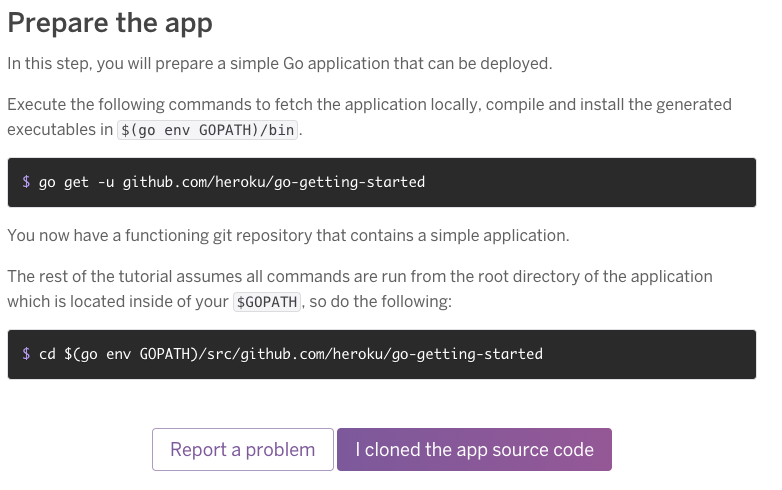 Prepare the app
In this step, you will prepare a simple Go application that can be deployed.
Execute the following commands to fetch the application locally, compile and install the generated
executables in $(go env GOPATH)/bin.
$ go get -u github.com/heroku/go-getting-started
You now have a functioning git repository that contains a simple application.
The rest of the tutorial assumes all commands are run from the root directory of the application
which is located inside of your $GOPATH, so do the following:
$ cd $(go env GOPATH)/src/github.com/heroku/go-getting-started
Report a problem I cloned the app source code